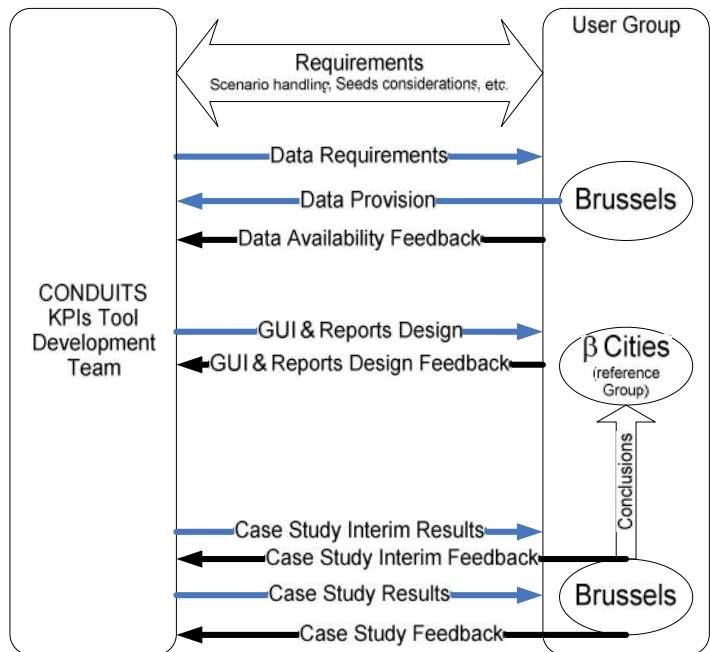 User Group
Requirements
Scenario handling, Seeds considerations, etc.
Data Requirements
Data Provision
Brussels
Data Availability Feedback
CONDUITS
KPIs Tool
Development
Team
GUI & Reports Design
GUI & Reports Design Feedback
β Cities
(reference
Group)
Conclusions
Case Study Interim Results
Case Study Interim Feedback
Case Study Results
Brussels
Case Study Feedback